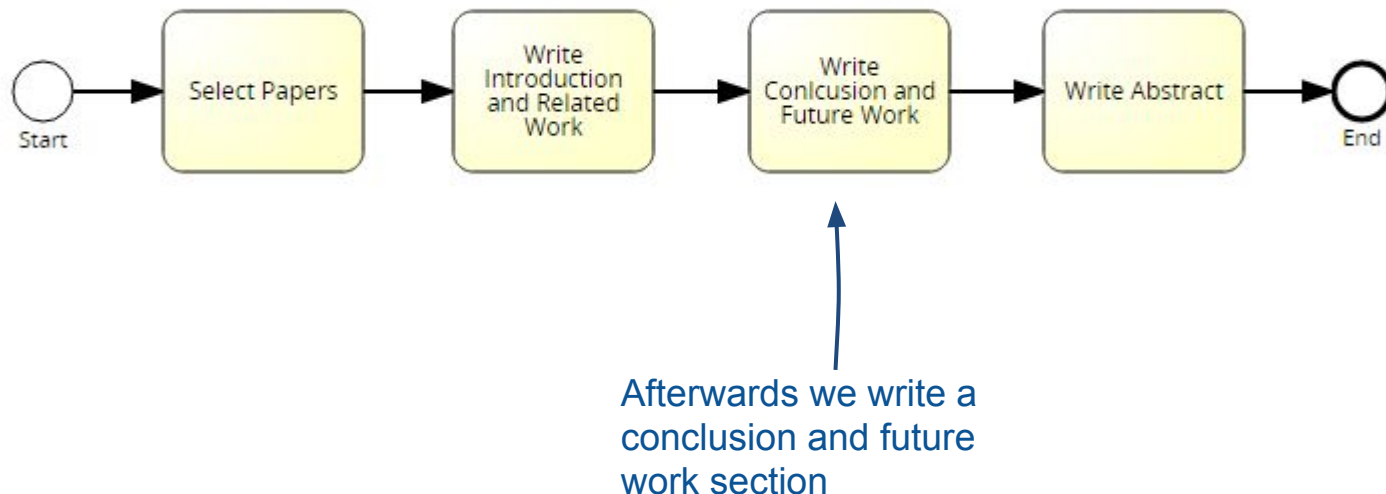 Start
Select Papers
Write
Introduction
and Related
Work
Write
Conlcusion and
Future Work
Write Abstract
End
Afterwards we write a
conclusion and future
work section